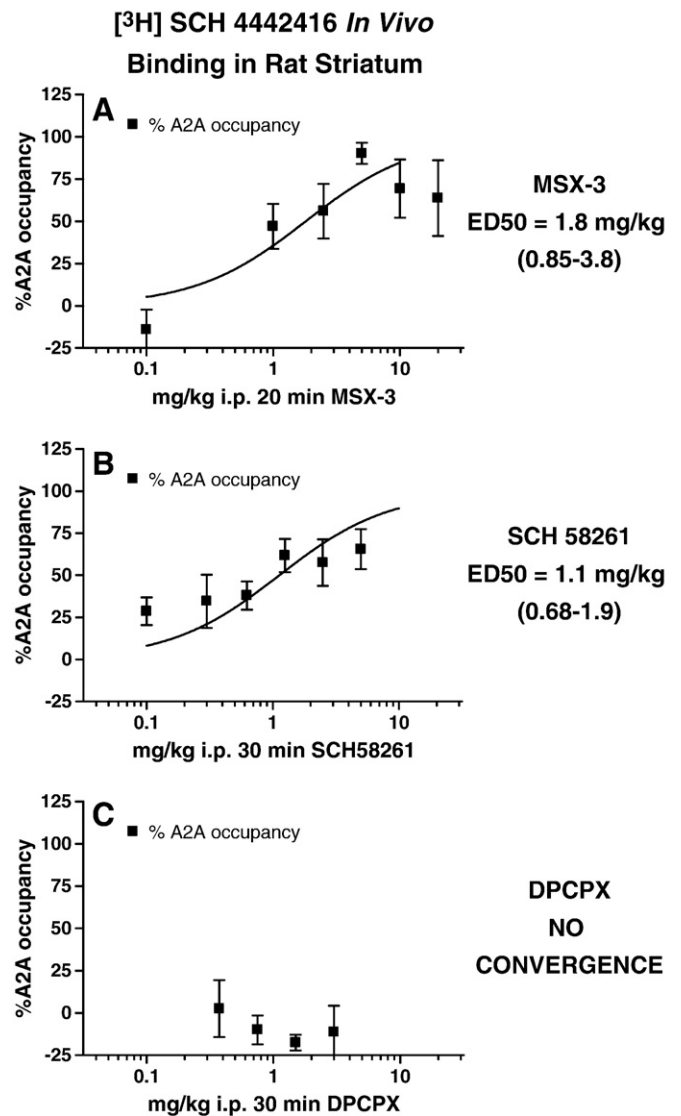 [³H] SCH 4442416 In Vivo
Binding in Rat Striatum
A
% A2A occupancy
125
100
75
50
25
0
-25
%A2A occupancy
0.1 1 10
mg/kg i.p. 20 min MSX-3
MSX-3
ED50 = 1.8 mg/kg
(0.85-3.8)
B
% A2A occupancy
125
100
75
50
25
0
-25
%A2A occupancy
0.1 1 10
mg/kg i.p. 30 min SCH58261
SCH 58261
ED50 = 1.1 mg/kg
(0.68-1.9)
C
% A2A occupancy
125
100
75
50
25
0
-25
%A2A occupancy
0.1 1 10
mg/kg i.p. 30 min DPCPX
DPCPX
NO
CONVERGENCE